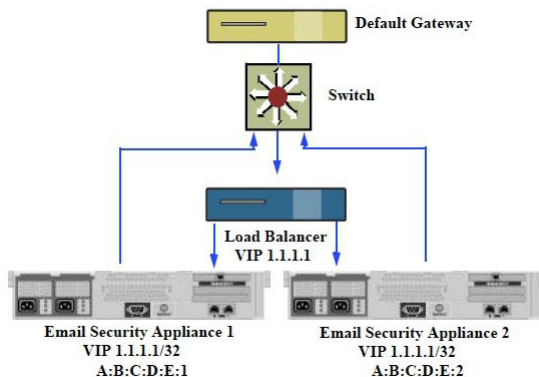 Default Gateway
Switch
Load Balancer
VIP 1.1.1.1
Email Security Appliance 1
VIP 1.1.1.1/32
A:B:C:D:E:1
Email Security Appliance 2
VIP 1.1.1.1/32
A:B:C:D:E:2